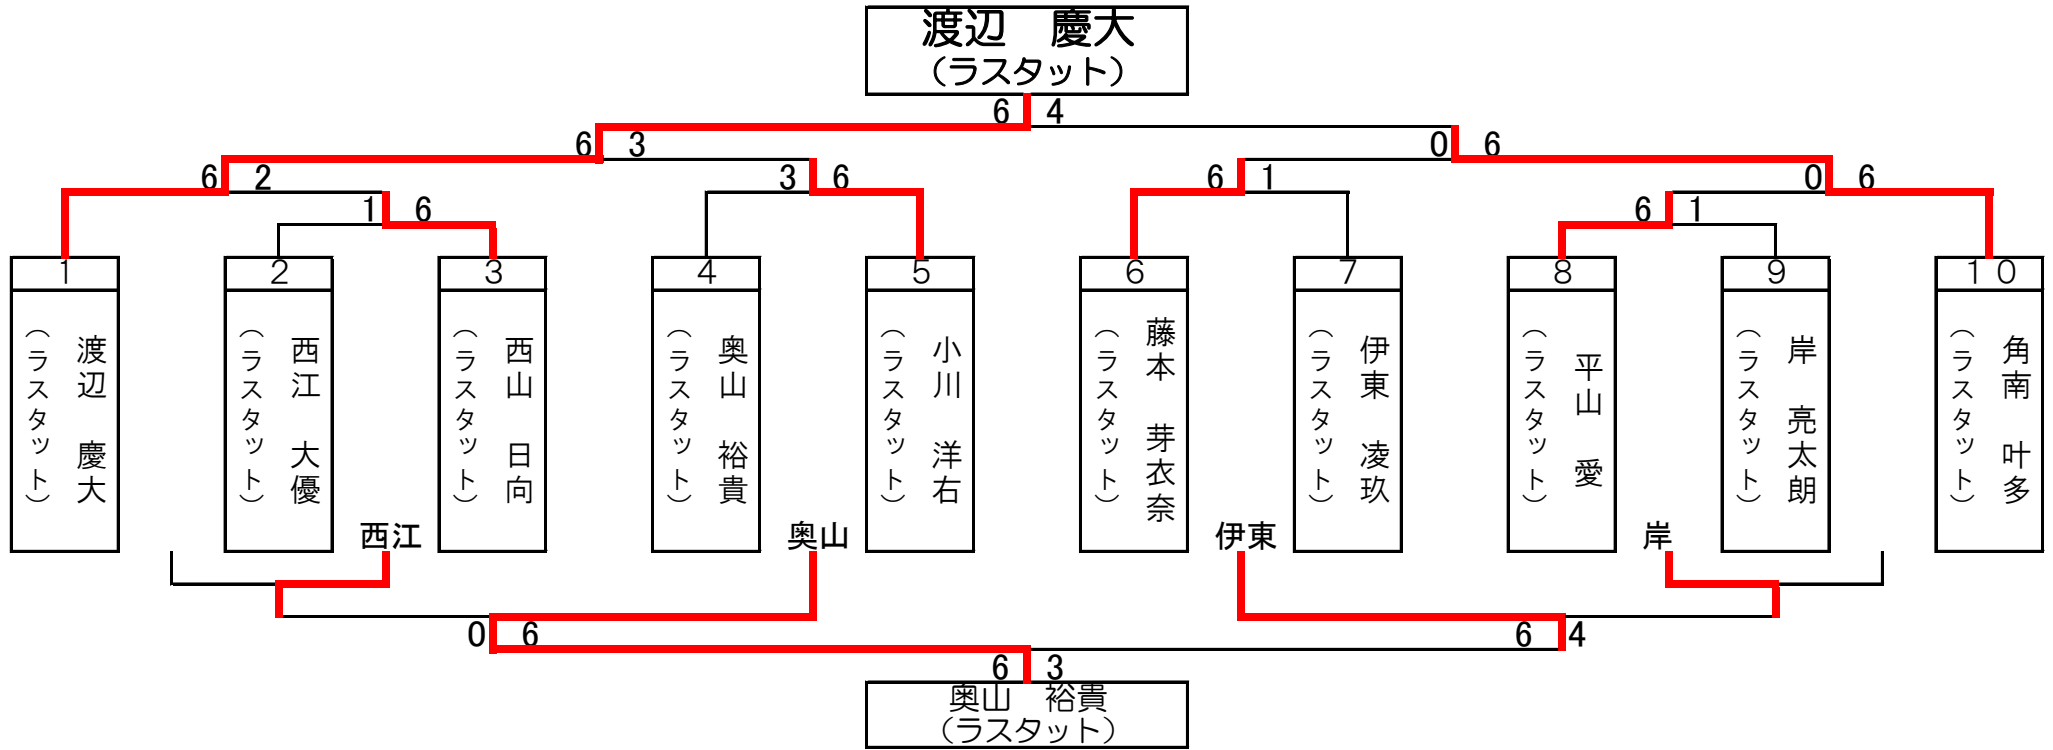 渡辺　慶大
（ラスタット）
6 4
6 3
0 6
6 2
3 6
6 1
0 6
1 6
6 1
1
2
3
4
5
6
7
8
9
10
渡辺　慶大
（ラスタット）
西江　大優
（ラスタット）
西山　日向
（ラスタット）
奥山　裕貴
（ラスタット）
小川　洋右
（ラスタット）
藤本　芽衣奈
（ラスタット）
伊東　凌玖
（ラスタット）
平山　愛
（ラスタット）
岸　亮太朗
（ラスタット）
角南　叶多
（ラスタット）
西江
奥山
伊東
岸
0 6
6 4
6 3
奥山　裕貴
（ラスタット）